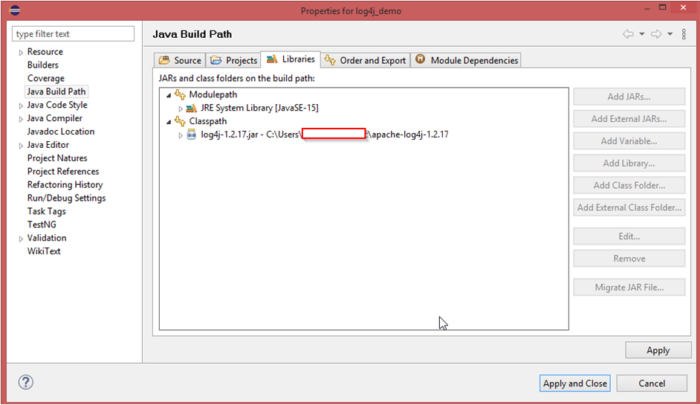 Properties for log4j_demo
type filter text
Resource
Builders
Coverage
Java Build Path
Java Code Style
Java Compiler
Javadoc Location
Java Editor
Project Natures
Project References
Refactoring History
Run/Debug Settings
Task Tags
TestNG
Validation
WikiText
Java Build Path
Source Projects Libraries Order and Export Module Dependencies
JARs and class folders on the build path:
Modulepath
JRE System Library [JavaSE-15]
Classpath
log4j-1.2.17.jar - C:\Users\ \apache-log4j-1.2.17
Add JARs...
Add External JARs...
Add Variable...
Add Library...
Add Class Folder...
Add External Class Folder...
Edit...
Remove
Migrate JAR File...
Apply
Apply and Close Cancel